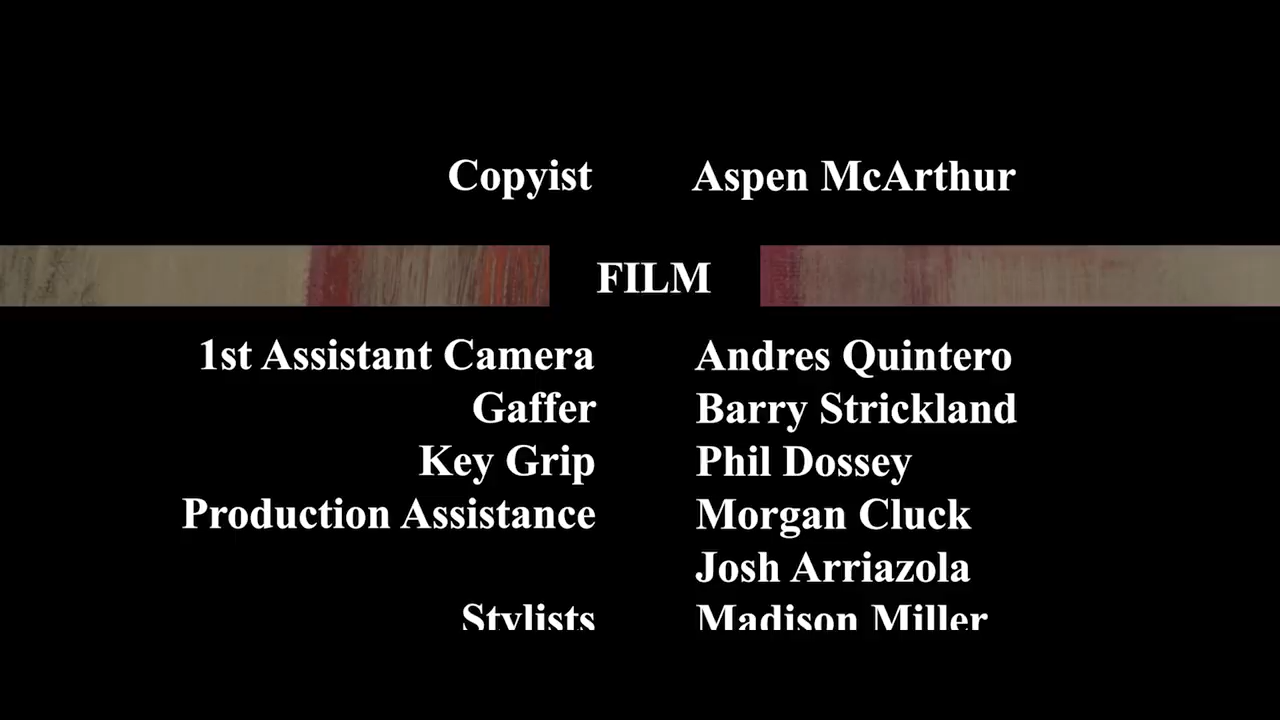 Copyist Aspen McArthur
FILM
1st Assistant Camera Andres Quintero
Gaffer Barry Strickland
Key Grip Phil Dossey
Production Assistance Morgan Cluck
Josh Arriazola
Stylists Madison Miller